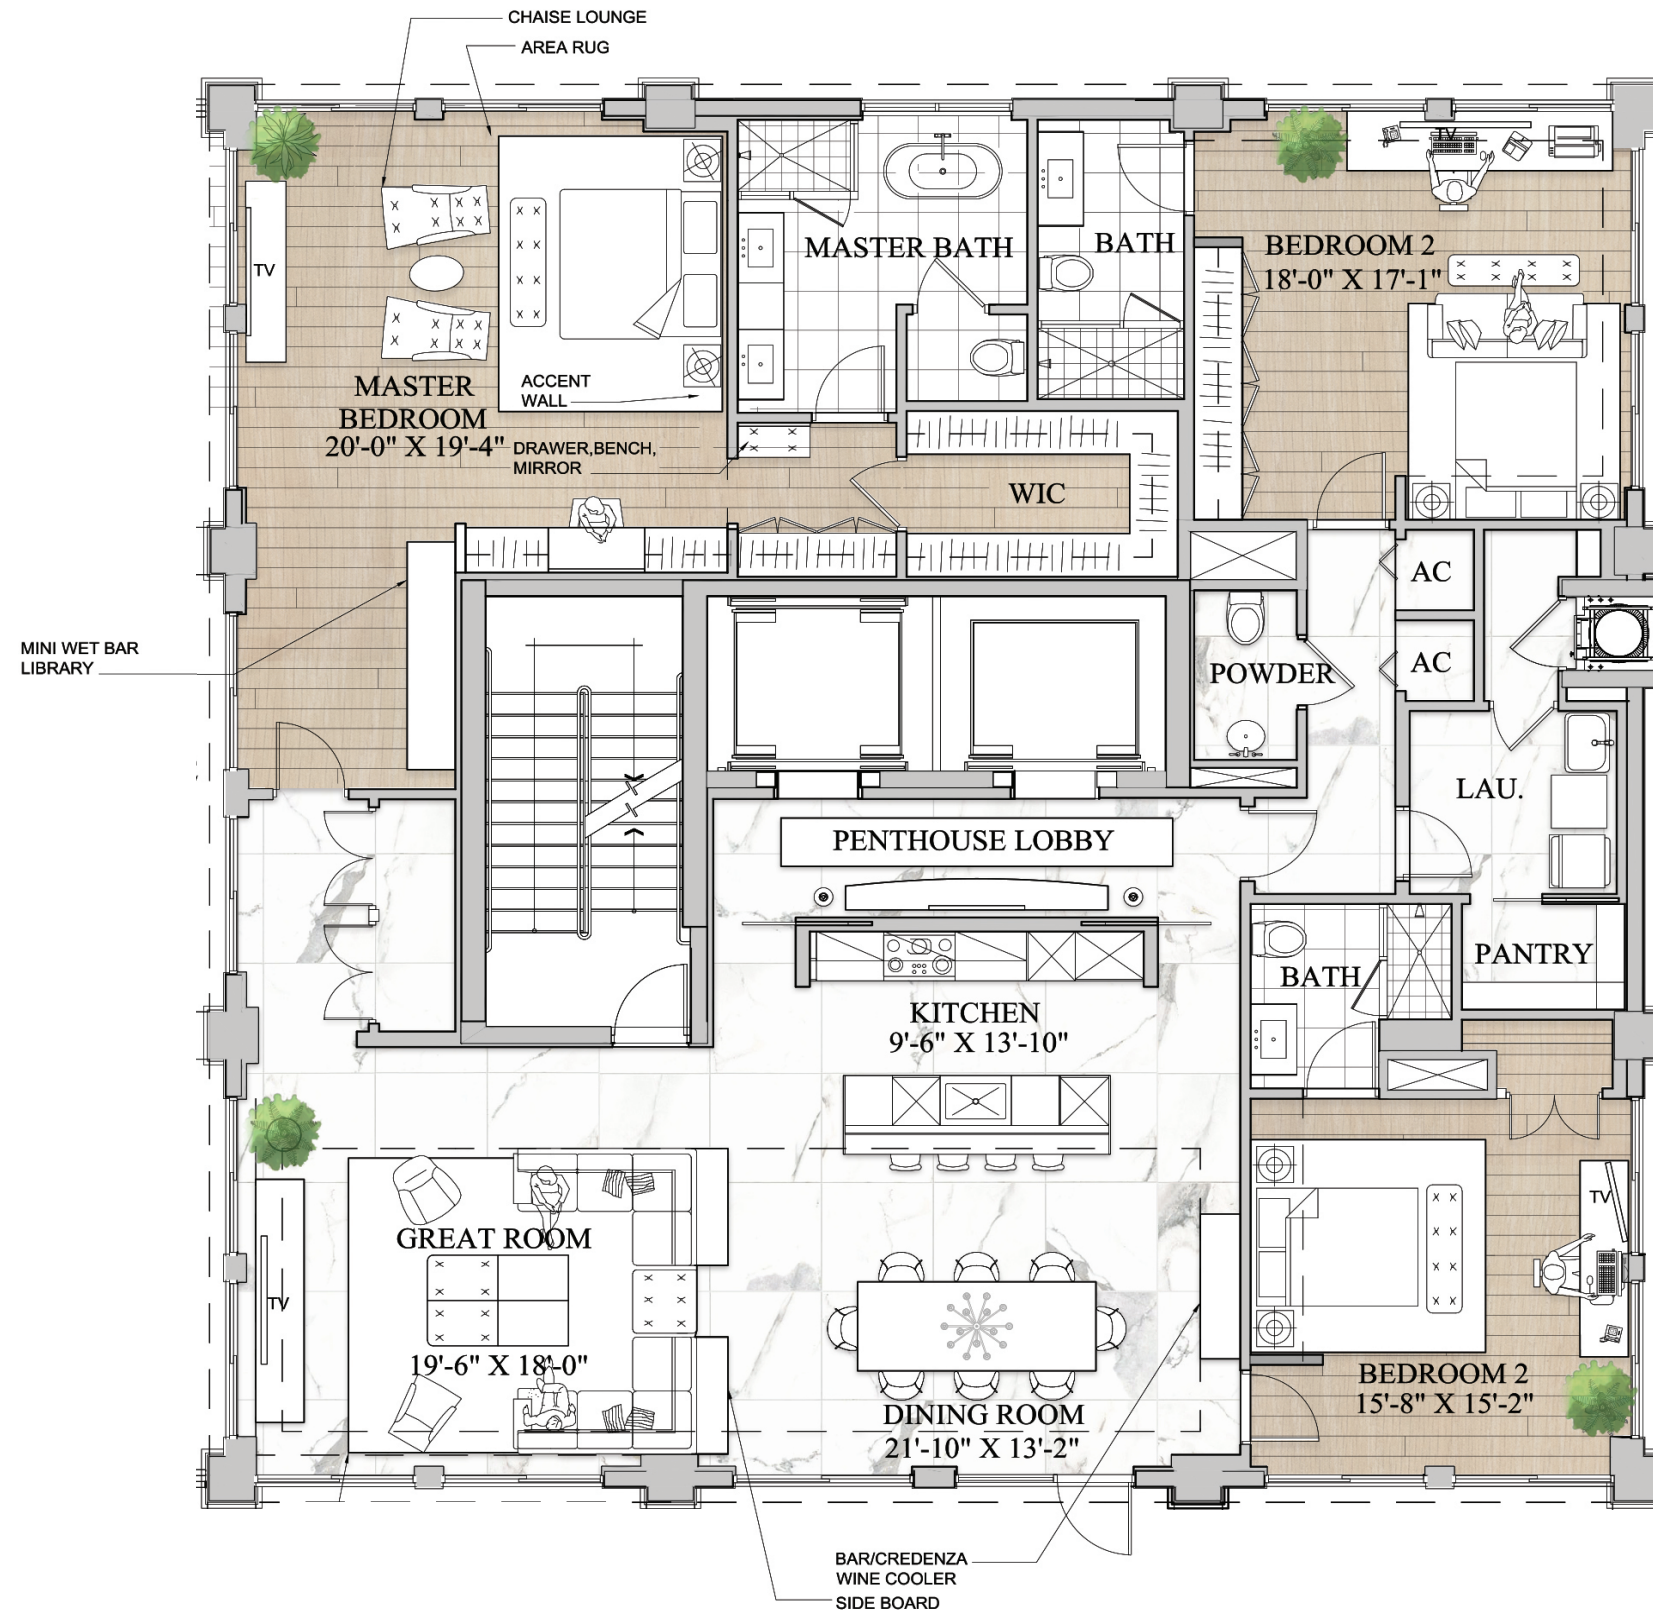 CHAISE LOUNGE
AREA RUG
TV
TV
MASTER BATH
BATH
BEDROOM 2
18'-0" X 17'-1"
ACCENT
WALL
MASTER
BEDROOM
20'-0" X 19'-4"
DRAWER,BENCH,
MIRROR
WIC
AC
MINI WET BAR
LIBRARY
POWDER
AC
LAU.
PENTHOUSE LOBBY
PANTRY
BATH
KITCHEN
9'-6" X 13'-10"
TV
GREAT ROOM
TV
19'-6" X 18'-0"
BEDROOM 2
15'-8" X 15'-2"
DINING ROOM
21'-10" X 13'-2"
BAR/CREDENZA
WINE COOLER
SIDE BOARD